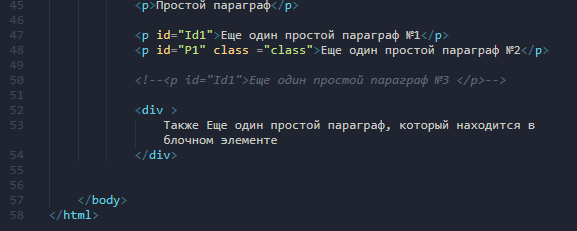 45 <p>Простой параграф</p>
46
47 <p id="Id1">Еще один простой параграф №1</p>
48 <p id="P1" class ="class">Еще один простой параграф №2</p>
49
50 <!--<p id="Id1">Еще один простой параграф №3 </p>-->
51
52 <div >
53 Также Еще один простой параграф, который находится в
блочном элементе
54 </div>
55
56
57 </body>
58 </html>